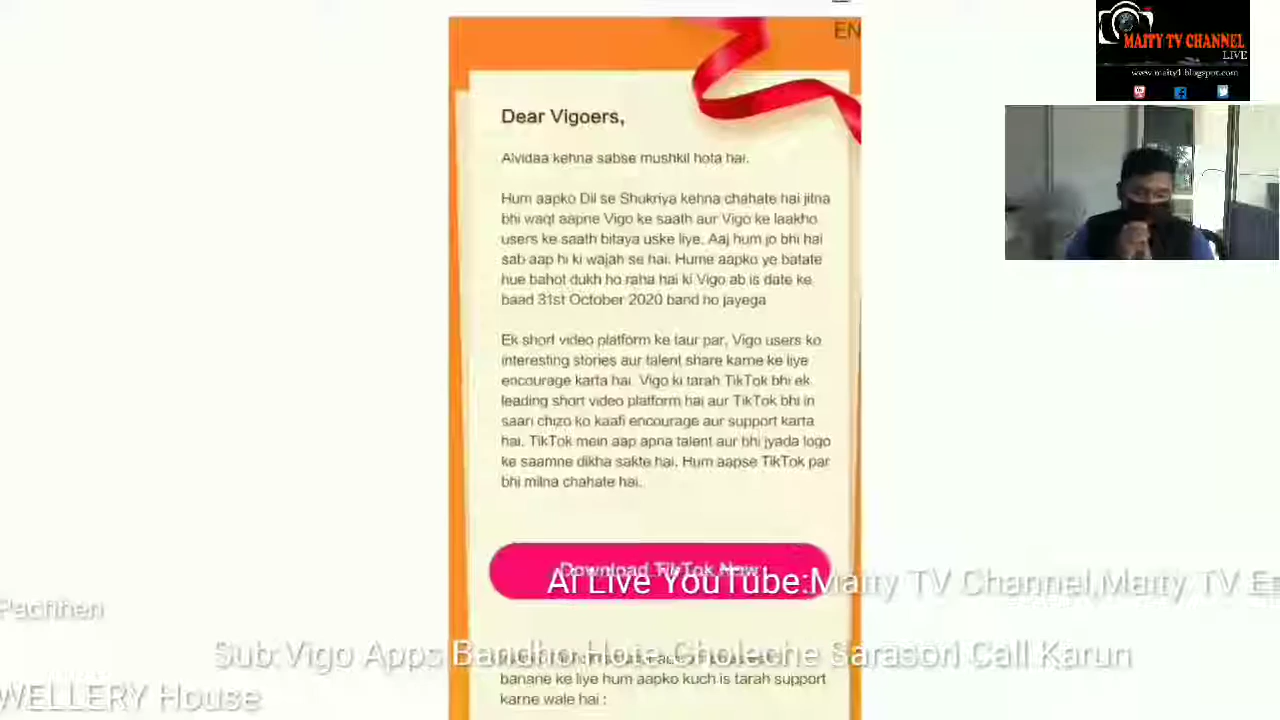 EN
MAITY TV CHANNEL
LIVE
www.maity1.blogspot.com
Dear Vigoers,
Alvidaa kehna sabse mushkil hota hai.
Hum aapko Dil se Shukriya kehna chahate hai jitna
bhi waqt aapne Vigo ke saath aur Vigo ke laakho
users ke saath bitaya uske liye. Aaj hum jo bhi hai
sab aap hi ki wajah se hai. Hume aapko ye batate
hue bahot dukh ho raha hai ki Vigo ab is date ke
baad 31st October 2020 band ho jayega
Ek short video platform ke taur par, Vigo users ko
interesting stories aur talent share karne ke liye
encourage karta hai. Vigo ki tarah TikTok bhi ek
leading short video platform hai aur TikTok bhi in
saari chizo ko kaafi encourage aur support karta
hai. TikTok mein aap apna talent aur bhi jyada logo
ke saamne dikha sakte hai. Hum aapse TikTok par
bhi milna chahate hai.
Download TikTok Now
At Live YouTube:Maity TV Channel,Maity TV
Pachhen
Sub:Vigo Apps Bandho Hoie Choleche Sarasori Call Karun
banane ke liye hum aapko kuch is tarah support
WELLERY House
karne wale hai :